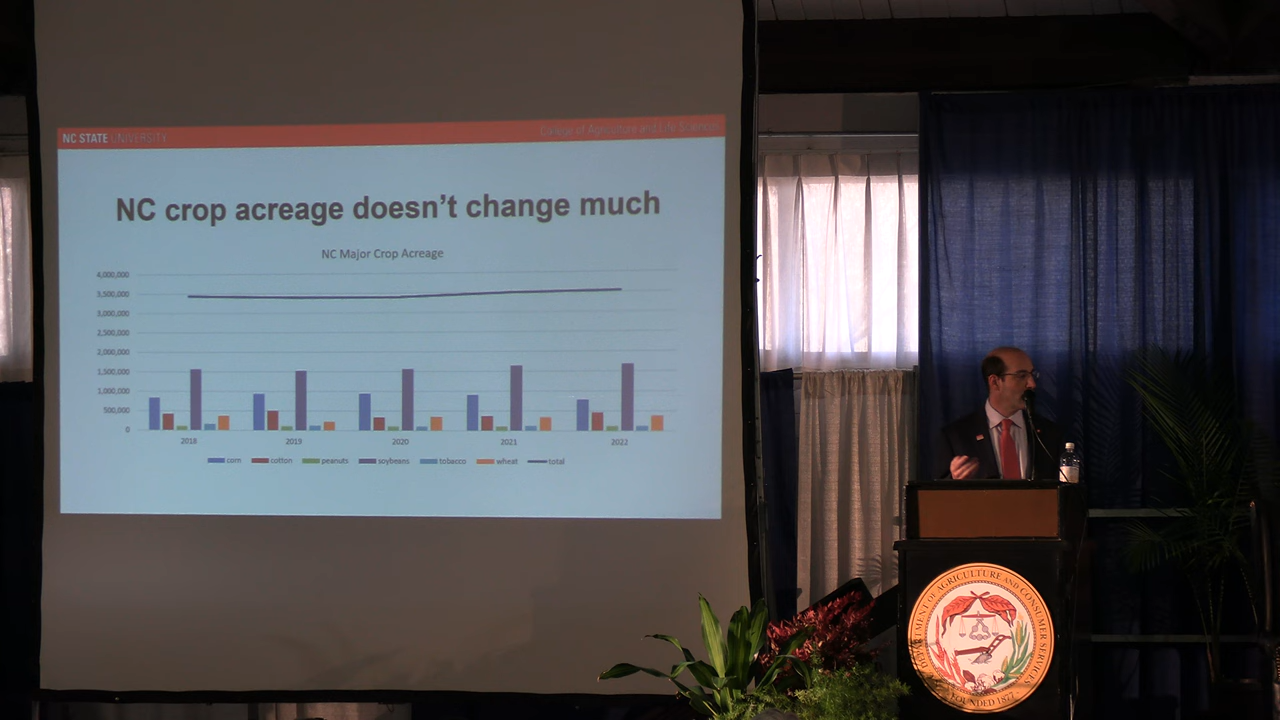 NC STATE UNIVERSITY
College of Agriculture and Life Sciences
NC crop acreage doesn't change much
NC Major Crop Acreage
4,000,000
3,500,000
3,000,000
2,500,000
2,000,000
1,500,000
1,000,000
500,000
0
2018 2019 2020 2021 2022
corn cotton peanuts soybeans tobacco wheat total
DEPARTMENT OF AGRICULTURE AND CONSUMER SERVICES
FOUNDED 1877